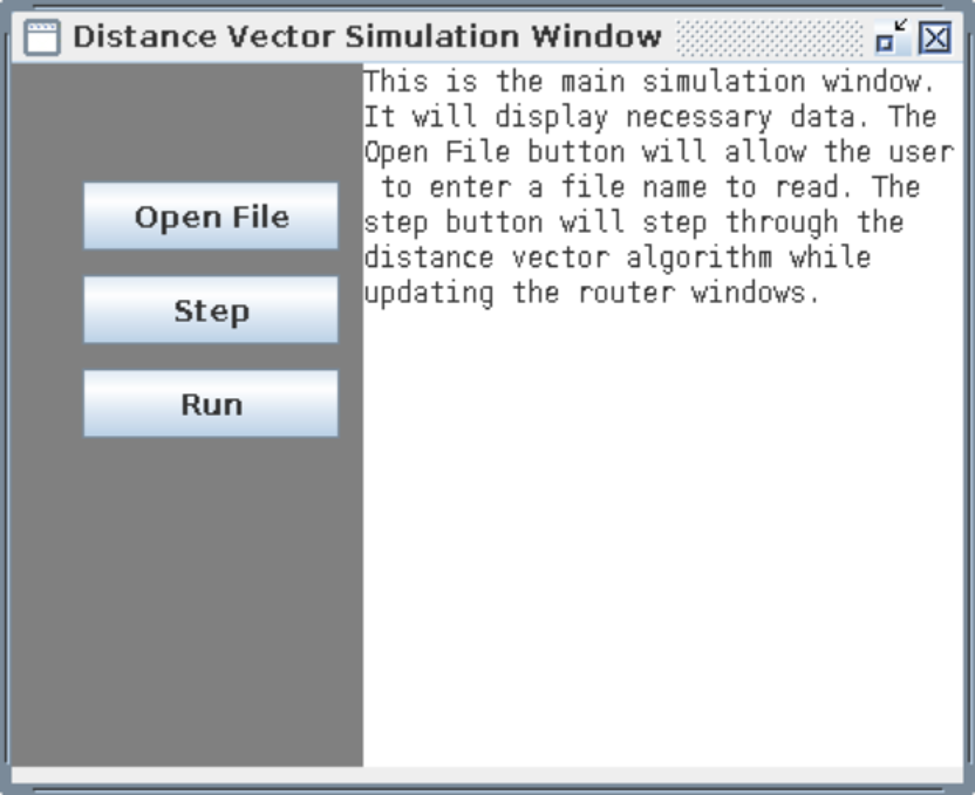 Distance Vector Simulation Window
Open File
Step
Run
This is the main simulation window.
It will display necessary data. The
Open File button will allow the user
to enter a file name to read. The
step button will step through the
distance vector algorithm while
updating the router windows.